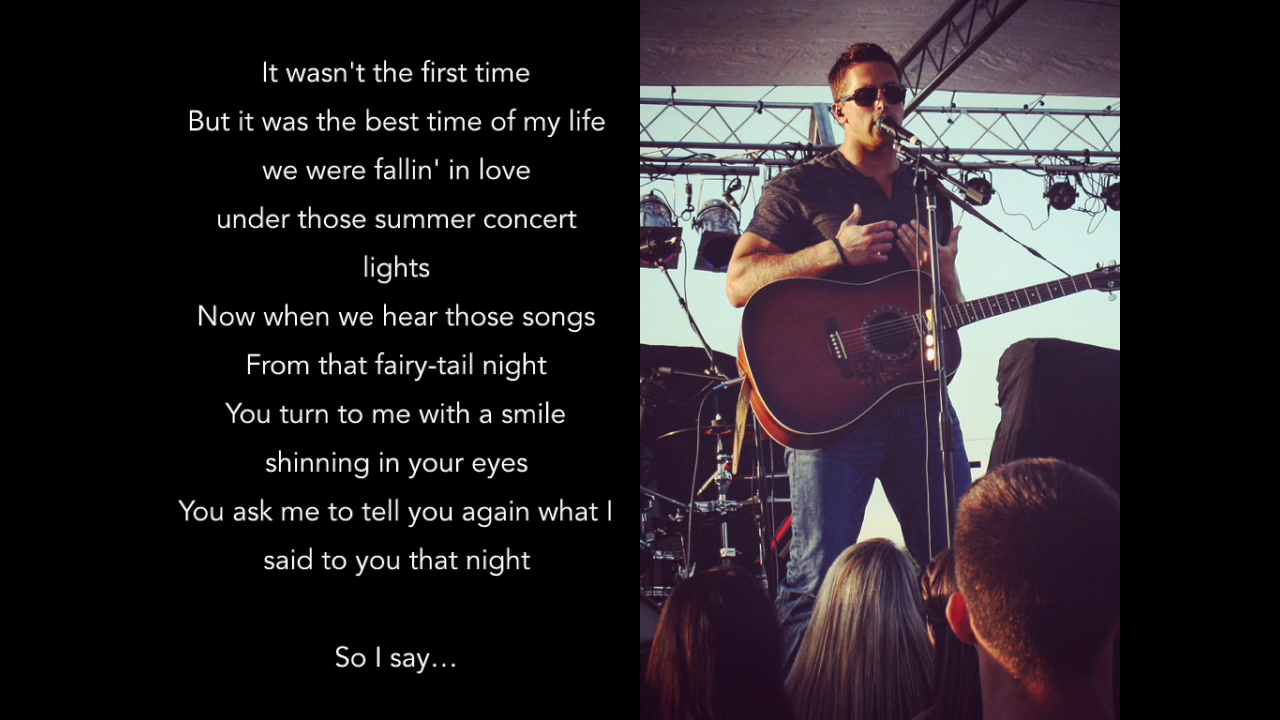 It wasn't the first time
But it was the best time of my life
we were fallin' in love
under those summer concert
lights
Now when we hear those songs
From that fairy-tail night
You turn to me with a smile
shinning in your eyes
You ask me to tell you again what I
said to you that night
So I say…